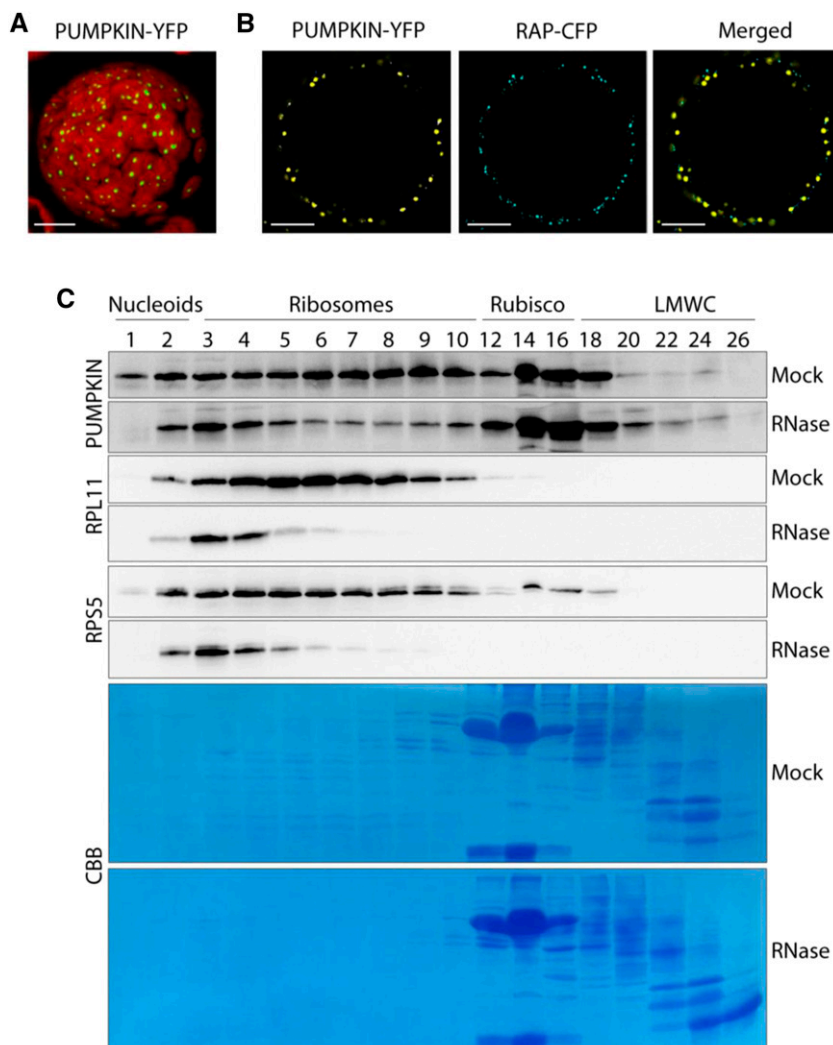 A
PUMPKIN-YFP
B
PUMPKIN-YFP RAP-CFP Merged
C
Nucleoids Ribosomes Rubisco LMWC
1 2 3 4 5 6 7 8 9 10 12 14 16 18 20 22 24 26
PUMPKIN
Mock
RNase
RPL11
Mock
RNase
RPS5
Mock
RNase
CBB
Mock
RNase